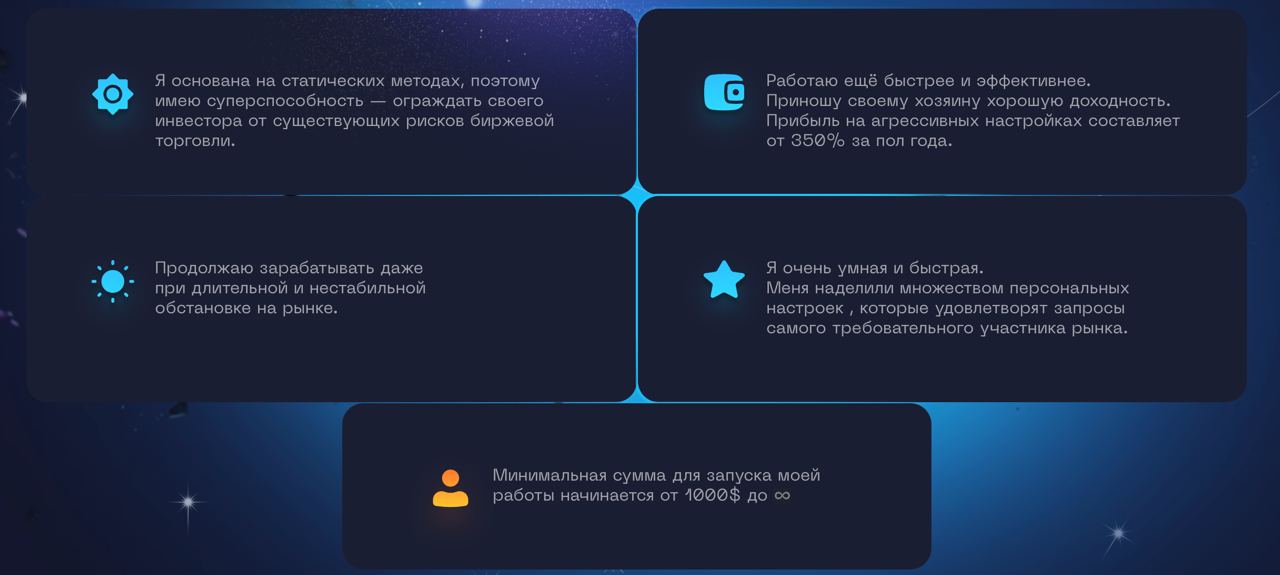 Я основана на статических методах, поэтому
имею суперспособность — ограждать своего
инвестора от существующих рисков биржевой
торговли.
Работаю ещё быстрее и эффективнее.
Приношу своему хозяину хорошую доходность.
Прибыль на агрессивных настройках составляет
от 350% за пол года.
Продолжаю зарабатывать даже
при длительной и нестабильной
обстановке на рынке.
Я очень умная и быстрая.
Меня наделили множеством персональных
настроек , которые удовлетворят запросы
самого требовательного участника рынка.
Минимальная сумма для запуска моей
работы начинается от 1000$ до ∞